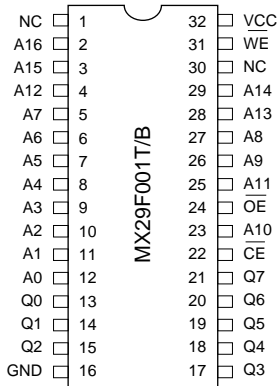 NC 1 32 VCC
A16 2 31 WE
A15 3 30 NC
A12 4 29 A14
A7 5 28 A13
A6 6 27 A8
A5 7 26 A9
A4 8 25 A11
A3 9 24 OE
A2 10 23 A10
A1 11 22 CE
A0 12 21 Q7
Q0 13 20 Q6
Q1 14 19 Q5
Q2 15 18 Q4
GND 16 17 Q3
MX29F001T/B